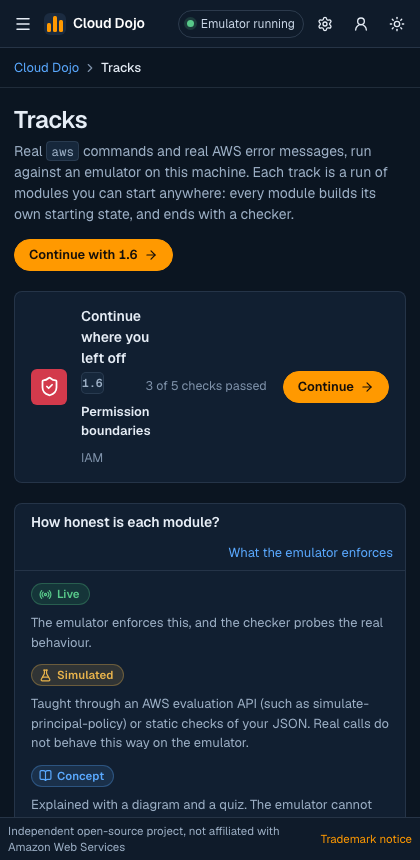 Cloud Dojo
Emulator running
Cloud Dojo > Tracks
Tracks
Real aws commands and real AWS error messages, run
against an emulator on this machine. Each track is a run of
modules you can start anywhere: every module builds its
own starting state, and ends with a checker.
Continue with 1.6
Continue
where you
left off
1.6
Permission
boundaries
IAM
3 of 5 checks passed
Continue
How honest is each module?
What the emulator enforces
Live
The emulator enforces this, and the checker probes the real
behaviour.
Simulated
Taught through an AWS evaluation API (such as simulate-
principal-policy) or static checks of your JSON. Real calls do
not behave this way on the emulator.
Concept
Explained with a diagram and a quiz. The emulator cannot
Independent open-source project, not affiliated with
Amazon Web Services
Trademark notice